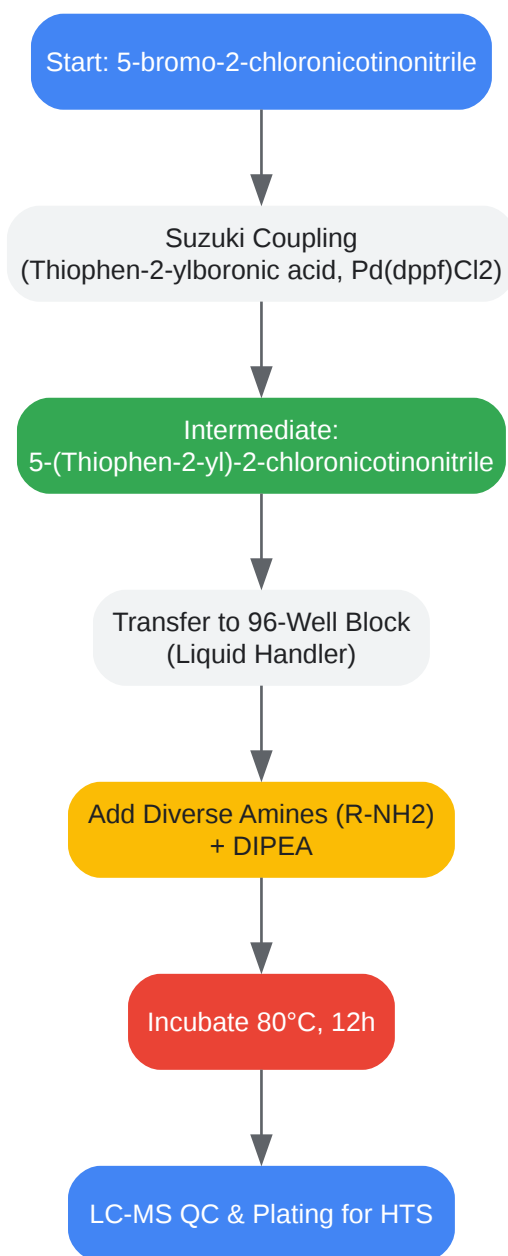 Start: 5-bromo-2-chloronicotinonitrile
Suzuki Coupling
(Thiophen-2-ylboronic acid, Pd(dppf)Cl2)
Intermediate:
5-(Thiophen-2-yl)-2-chloronicotinonitrile
Transfer to 96-Well Block
(Liquid Handler)
Add Diverse Amines (R-NH2)
+ DIPEA
Incubate 80°C, 12h
LC-MS QC & Plating for HTS